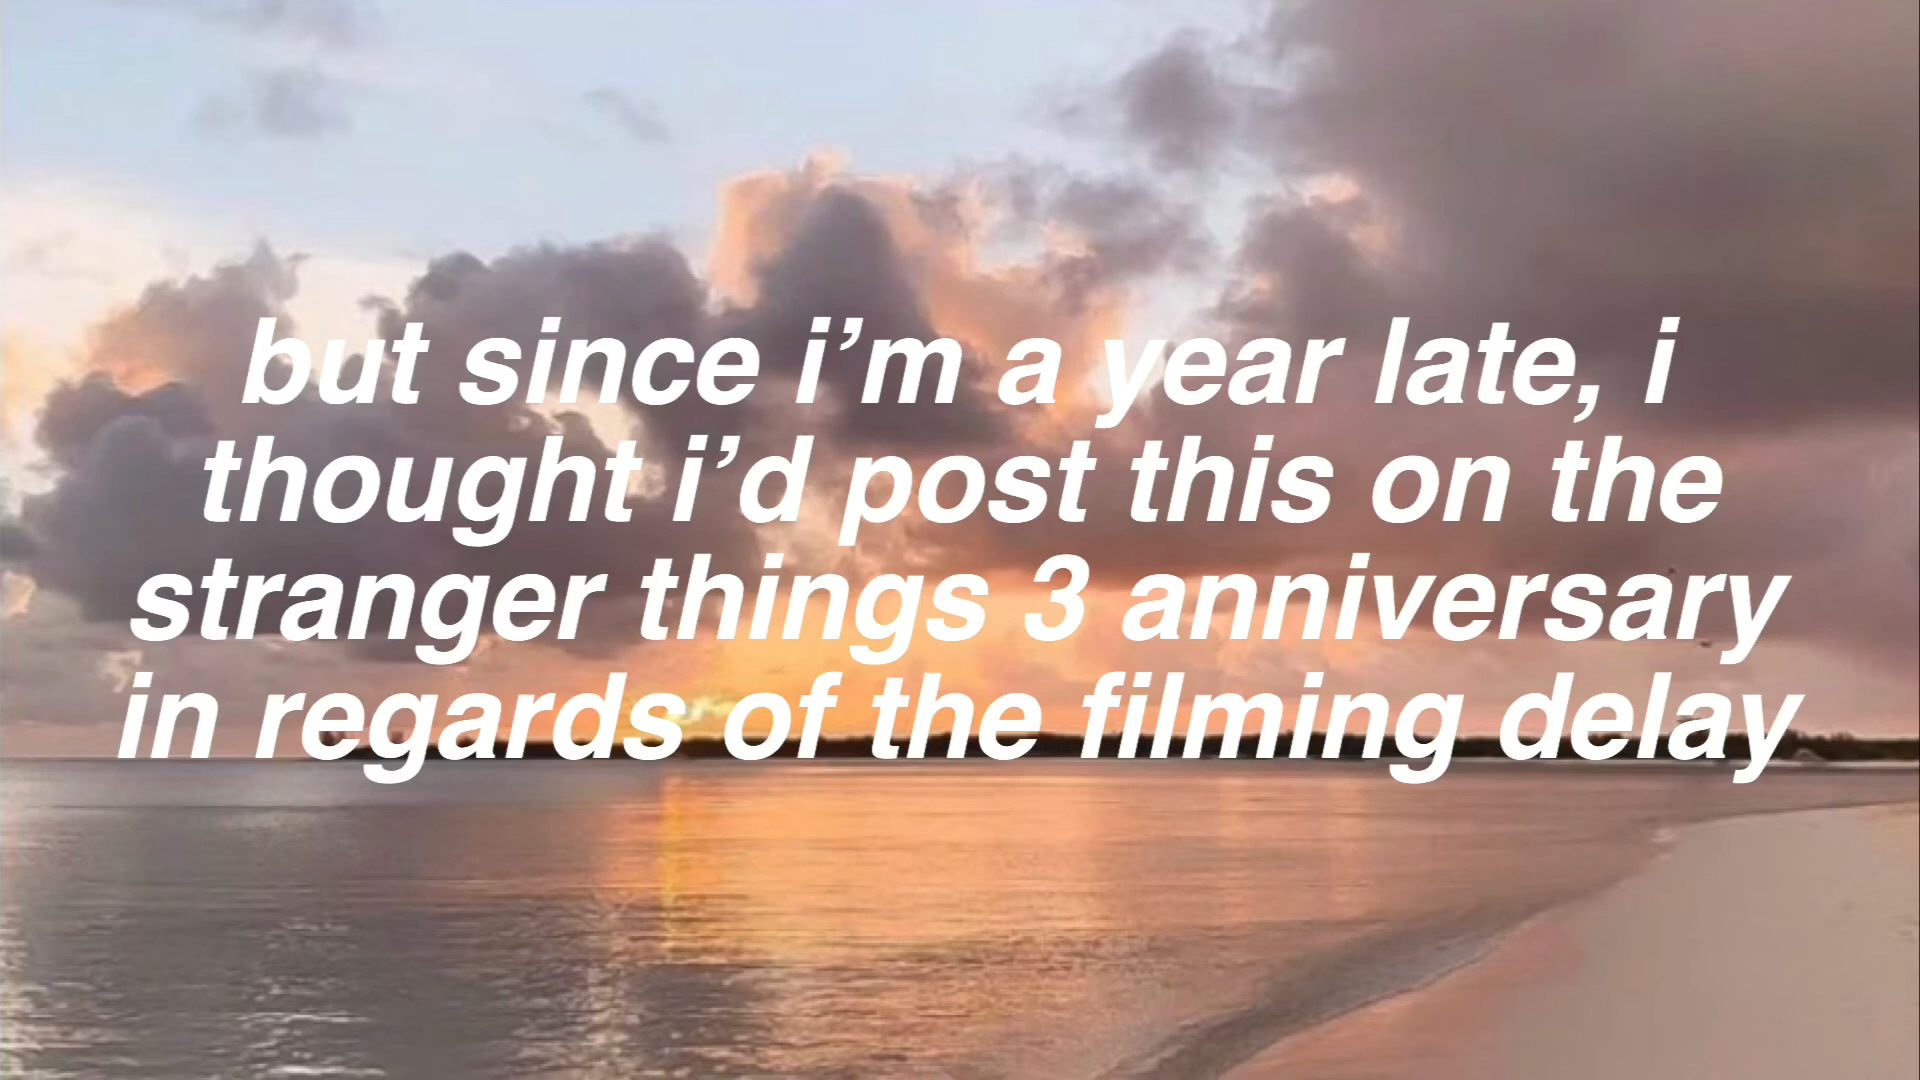 but since i’m a year late, i
thought i’d post this on the
stranger things 3 anniversary
in regards of the filming delay